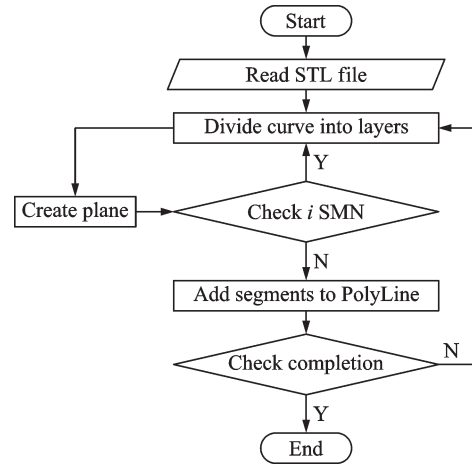 Start
Read STL file
Divide curve into layers
Y
Create plane
Check i SMN
N
Add segments to PolyLine
Check completion
N
Y
End